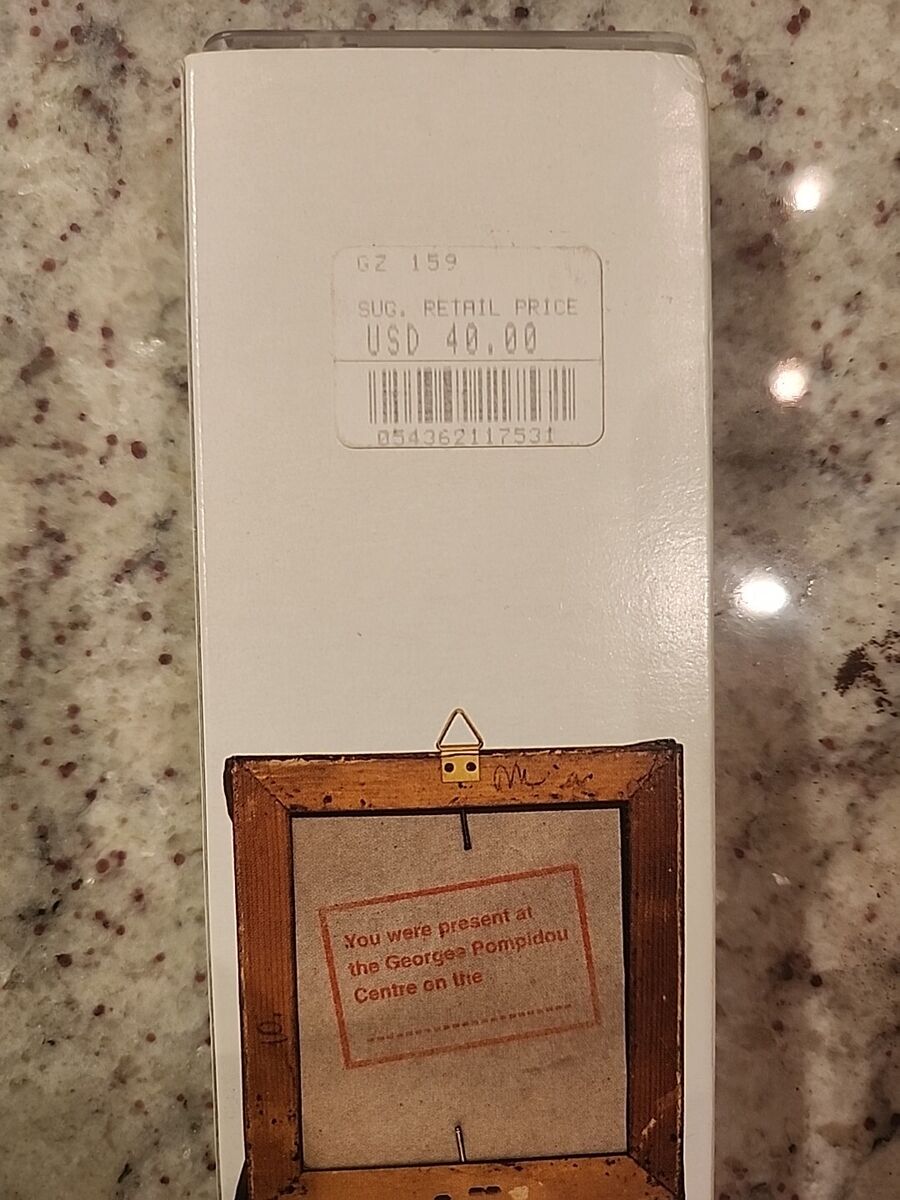 GZ 159
SUG. RETAIL PRICE
USD 40.00
054362117531
You were present at
the Georges Pompidou
Centre on the